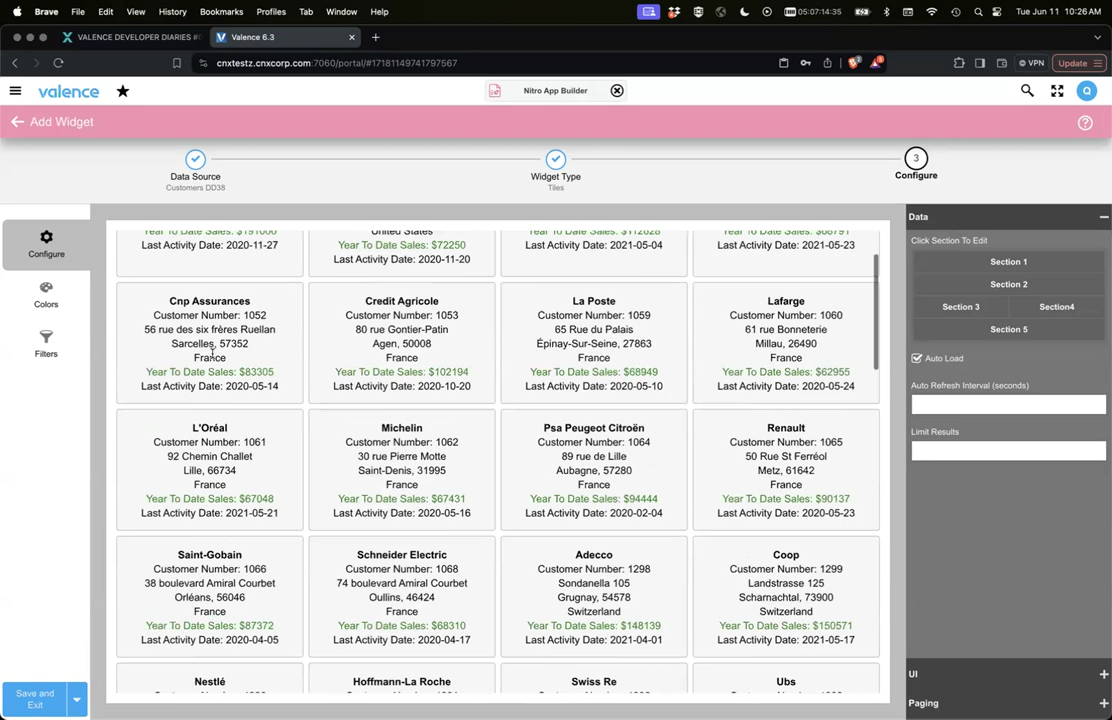 Brave File Edit View History Bookmarks Profiles Tab Window Help 05:07:14:35 Tue Jun 11 10:26 AM
VALENCE DEVELOPER DIARIES #
Valence 6.3
cnxtestz.cnxcorp.com:7060/portal/#17181149741797567
VPN
Update
valence
Nitro App Builder
Q
Add Widget
Data Source
Customers DD38
Widget Type
Tiles
3
Configure
Configure
Colors
Filters
Save and
Exit
Year To Date Sales: $191000
Last Activity Date: 2020-11-27
United States
Year To Date Sales: $72250
Last Activity Date: 2020-11-20
Last Activity Date: 2021-05-04
Last Activity Date: 2021-05-23
Cnp Assurances
Customer Number: 1052
56 rue des six frères Ruellan
Sarcelles, 57352
France
Year To Date Sales: $83305
Last Activity Date: 2020-05-14
Credit Agricole
Customer Number: 1053
80 rue Gontier-Patin
Agen, 50008
France
Year To Date Sales: $102194
Last Activity Date: 2020-10-20
La Poste
Customer Number: 1059
65 Rue du Palais
Épinay-Sur-Seine, 27863
France
Year To Date Sales: $68949
Last Activity Date: 2020-05-10
Lafarge
Customer Number: 1060
61 rue Bonneterie
Millau, 26490
France
Year To Date Sales: $62955
Last Activity Date: 2020-05-24
L'Oréal
Customer Number: 1061
92 Chemin Challet
Lille, 66734
France
Year To Date Sales: $67048
Last Activity Date: 2021-05-21
Michelin
Customer Number: 1062
30 rue Pierre Motte
Saint-Denis, 31995
France
Year To Date Sales: $67431
Last Activity Date: 2020-05-16
Psa Peugeot Citroën
Customer Number: 1064
89 rue de Lille
Aubagne, 57280
France
Year To Date Sales: $94444
Last Activity Date: 2020-02-04
Renault
Customer Number: 1065
50 Rue St Ferréol
Metz, 61642
France
Year To Date Sales: $90137
Last Activity Date: 2020-05-23
Saint-Gobain
Customer Number: 1066
38 boulevard Amiral Courbet
Orléans, 56046
France
Year To Date Sales: $87372
Last Activity Date: 2020-04-05
Schneider Electric
Customer Number: 1068
74 boulevard Amiral Courbet
Oullins, 46424
France
Year To Date Sales: $68310
Last Activity Date: 2020-04-17
Adecco
Customer Number: 1298
Sondanella 105
Grugnay, 54578
Switzerland
Year To Date Sales: $148139
Last Activity Date: 2021-04-01
Coop
Customer Number: 1299
Landstrasse 125
Scharnachtal, 73900
Switzerland
Year To Date Sales: $150571
Last Activity Date: 2021-05-17
Nestlé
Hoffmann-La Roche
Swiss Re
Ubs
Data
Click Section To Edit
Section 1
Section 2
Section 3
Section4
Section 5
Auto Load
Auto Refresh Interval (seconds)
Limit Results
UI
Paging